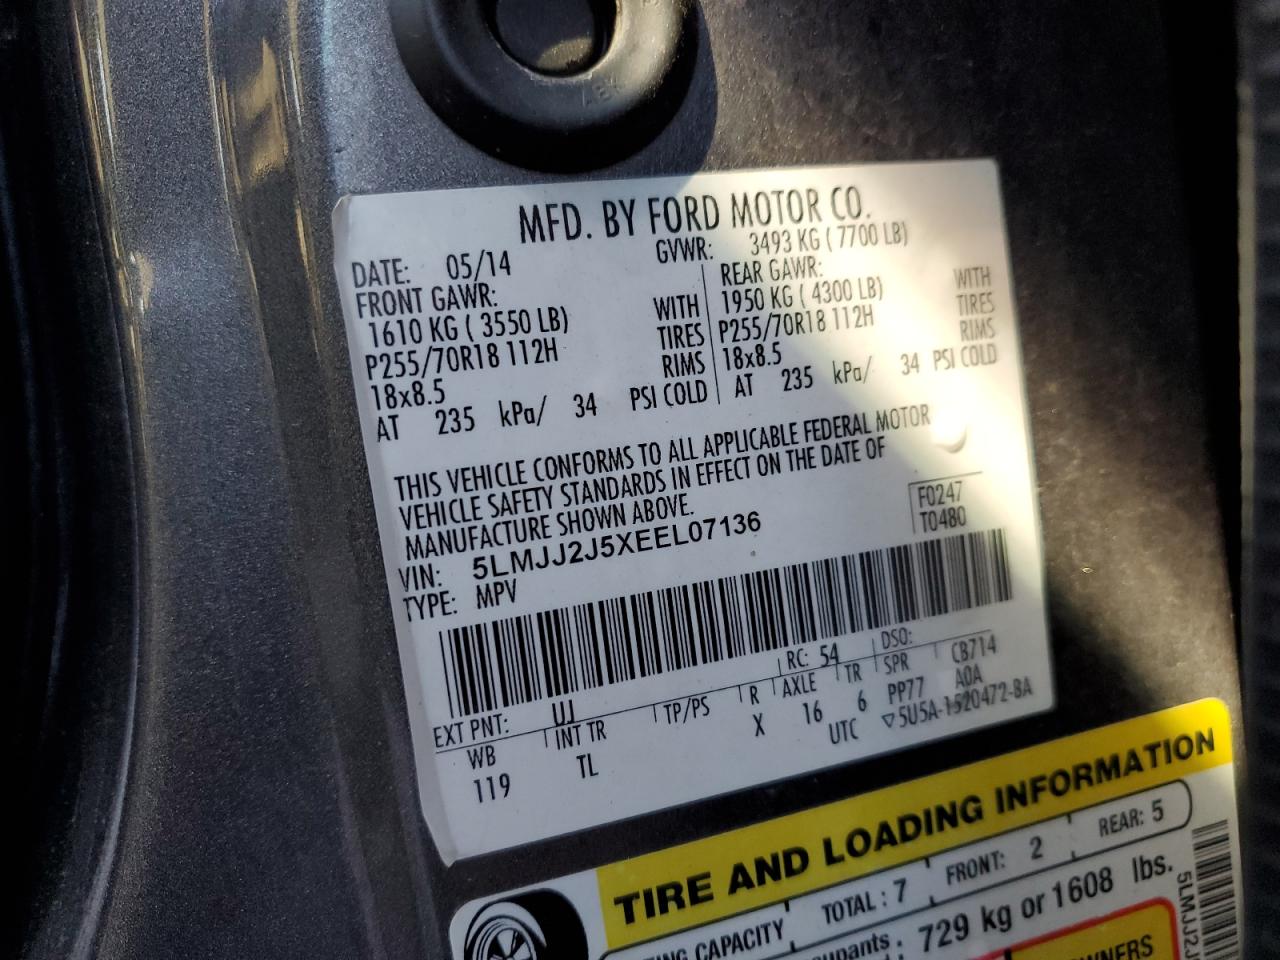 MFD. BY FORD MOTOR CO.
DATE: 05/14 GVWR: 3493 KG ( 7700 LB)
FRONT GAWR: REAR GAWR:
1610 KG ( 3550 LB) WITH 1950 KG ( 4300 LB) WITH
P255/70R18 112H TIRES P255/70R18 112H TIRES
18x8.5 RIMS 18x8.5 RIMS
AT 235 kPa/ 34 PSI COLD AT 235 kPa/ 34 PSI COLD
THIS VEHICLE CONFORMS TO ALL APPLICABLE FEDERAL MOTOR
VEHICLE SAFETY STANDARDS IN EFFECT ON THE DATE OF
MANUFACTURE SHOWN ABOVE.
F0247
T0480
VIN: 5LMJJ2J5XEEL07136
TYPE: MPV
EXT PNT: UJ RC: 54 DSO: CB714
WB INT TR TP/PS R AXLE TR SPR
119 TL X 16 6 PP77 A0A
UTC ▽5U5A-1520472-BA
TIRE AND LOADING INFORMATION
CAPACITY TOTAL : 7 FRONT: 2 REAR: 5
729 kg or 1608 lbs.